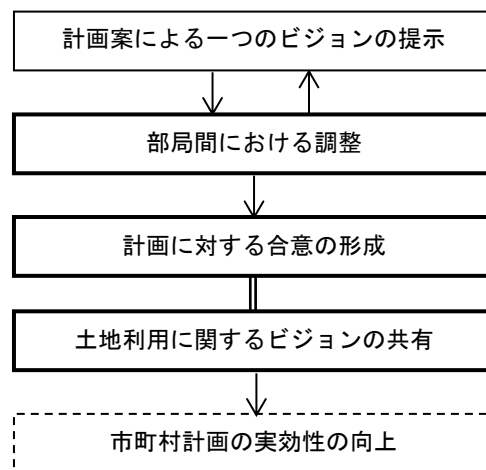 計画案による一つのビジョンの提示
部局間における調整
計画に対する合意の形成
土地利用に関するビジョンの共有
市町村計画の実効性の向上